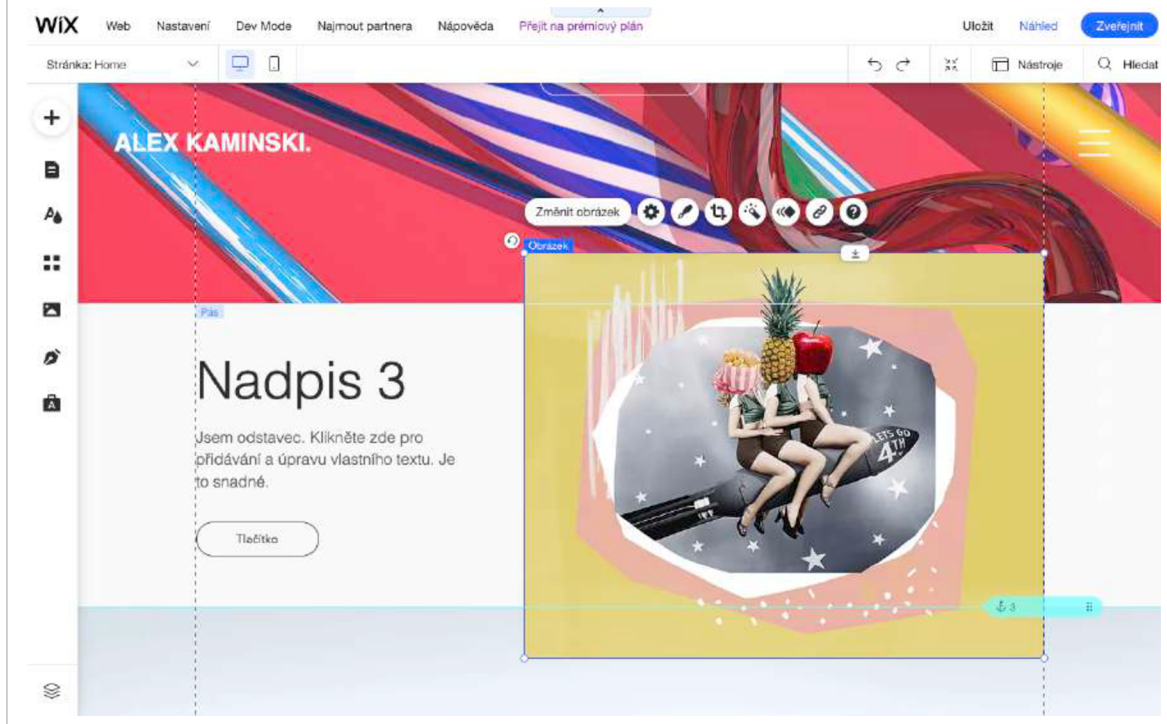 WiX Web Nastavení Dev Mode Najmout partnera Nápověda Přejít na prémiový plán Uložit Náhled Zveřejnit
Stránka: Home Nástroje Hledat
ALEX KAMINSKI.
Změnit obrázek
Obrázek
Pás
Nadpis 3
Jsem odstavec. Klikněte zde pro
přidávání a úpravu vlastního textu. Je
to snadné.
Tlačítko
LETS GO
4TH
3